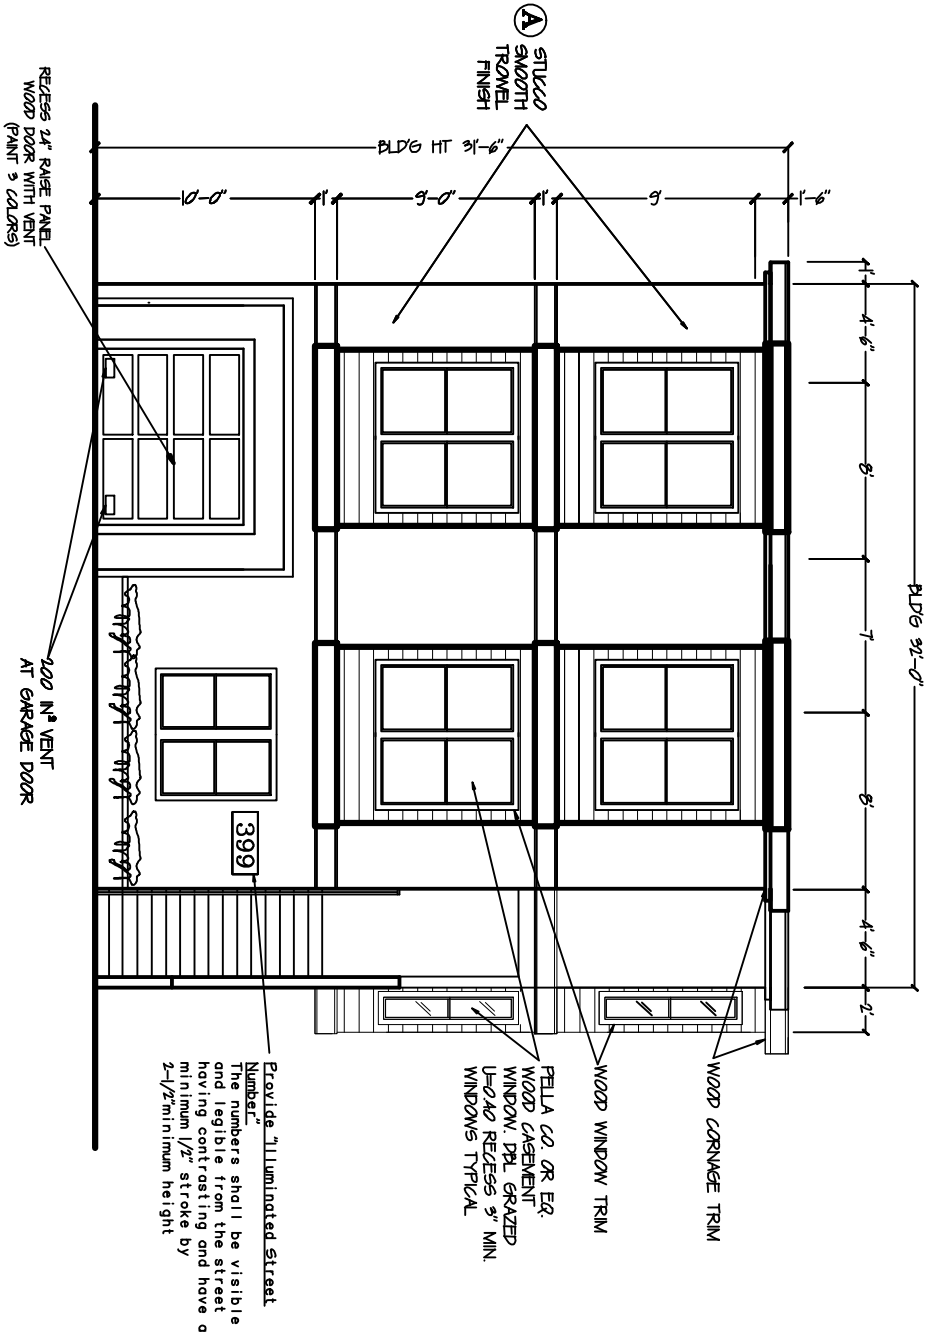 BLD'G 32'-0"
1'
4'-6"
8'
7'
8'
4'-6"
2'
1'-6"
9'
1'
9'-0"
1'
10'-0"
BLD'G HT 31'-6"
A
STUCCO
SMOOTH
TROWEL
FINISH
WOOD CORNAGE TRIM
WOOD WINDOW TRIM
PELLA CO. OR EQ.
WOOD CASEMENT
WINDOW. DBL GRAZED
U=0.40 RECESS 3" MIN.
WINDOWS TYPICAL
399
Provide "Illuminated Street
Number"
The numbers shall be visible
and legible from the street
having contrasting and have a
minimum 1/2" stroke by
2-1/2"minimum height
RECESS 24" RAISE PANEL
WOOD DOOR WITH VENT
(PAINT 3 COLORS)
200 IN² VENT
AT GARAGE DOOR